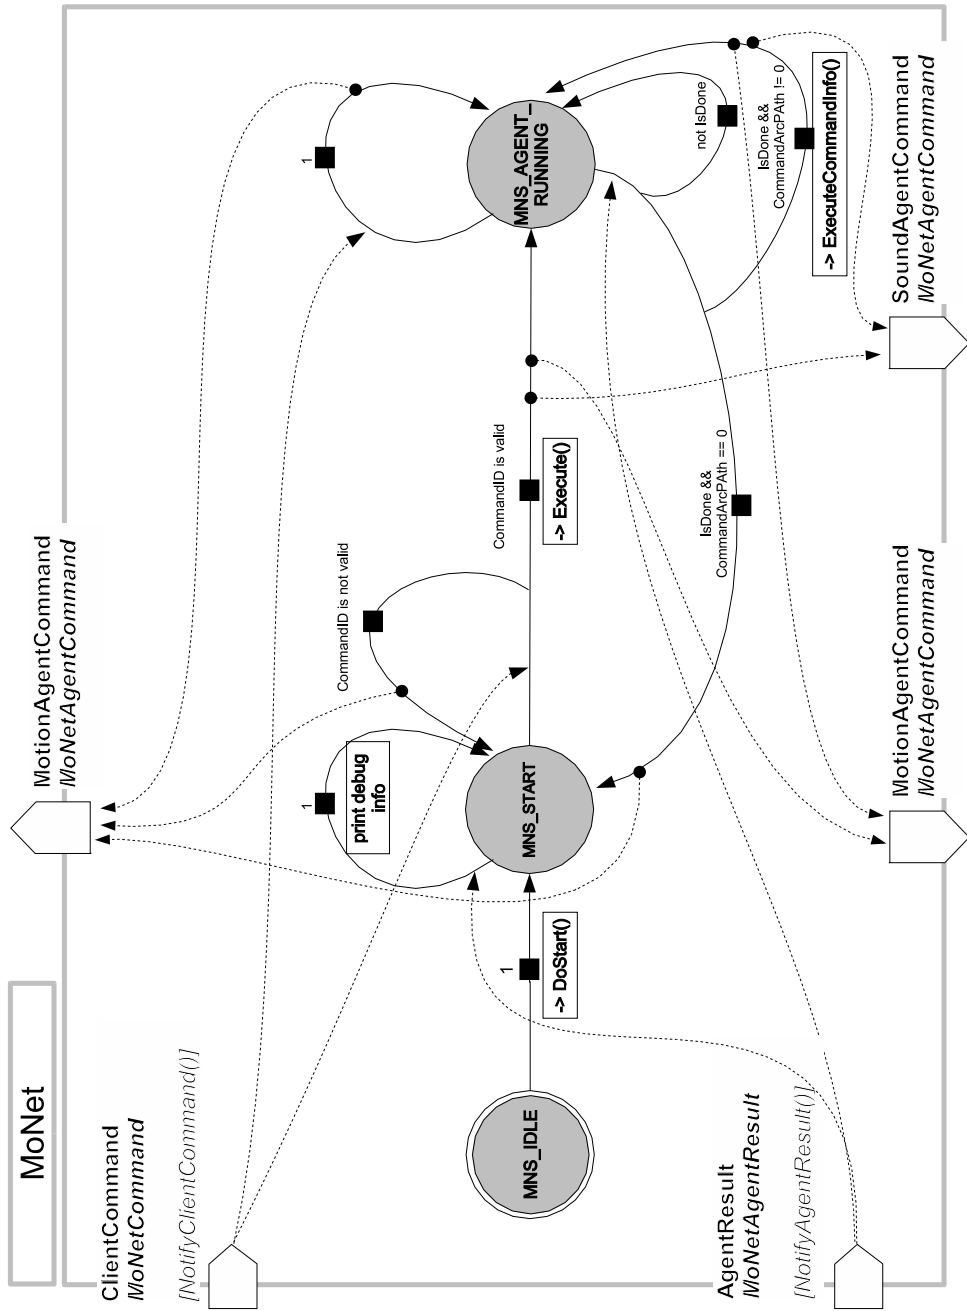 MoNet
ClientCommand
MoNetCommand
[NotifyClientCommand()]
MotionAgentCommand
MoNetAgentCommand
1
print debug
info
CommandID is not valid
1
MNS_IDLE
1
-> DoStart()
MNS_START
CommandID is valid
-> Execute()
MNS_AGENT_
RUNNING
not IsDone
IsDone &&
CommandArcPAth != 0
-> ExecuteCommandInfo()
IsDone &&
CommandArcPAth == 0
AgentResult
MoNetAgentResult
[NotifyAgentResult()]
MotionAgentCommand
MoNetAgentCommand
SoundAgentCommand
MoNetAgentCommand